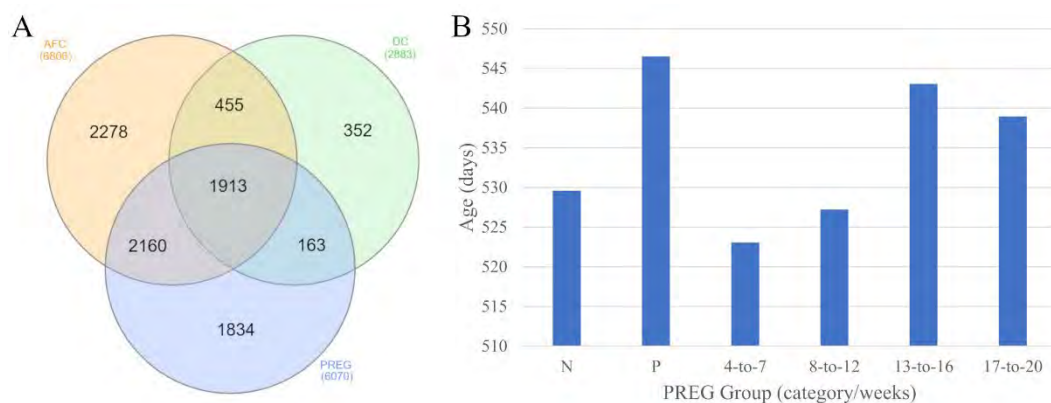 A
AFC
(6806)
DC
(2883)
455
2278
352
1913
2160
163
1834
PREG
(6070)
B
550
545
540
535
530
525
520
515
510
Age (days)
N P 4-to-7 8-to-12 13-to-16 17-to-20
PREG Group (category/weeks)